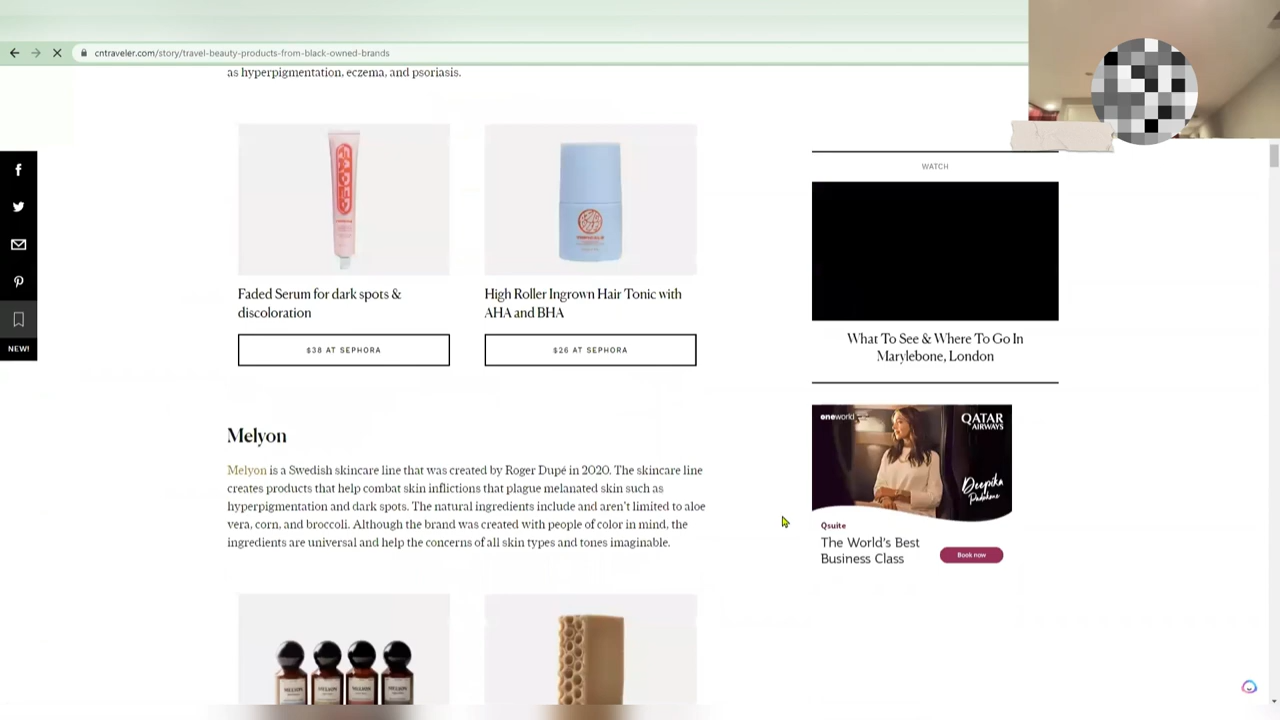 cntraveler.com/story/travel-beauty-products-from-black-owned-brands
as hyperpigmentation, eczema, and psoriasis.
Faded Serum for dark spots &
discoloration
$38 AT SEPHORA
High Roller Ingrown Hair Tonic with
AHA and BHA
$26 AT SEPHORA
Melyon
Melyon is a Swedish skincare line that was created by Roger Dupé in 2020. The skincare line
creates products that help combat skin inflictions that plague melanated skin such as
hyperpigmentation and dark spots. The natural ingredients include and aren't limited to aloe
vera, corn, and broccoli. Although the brand was created with people of color in mind, the
ingredients are universal and help the concerns of all skin types and tones imaginable.
MELYON
MELYON
MELYON
MELYON
NEW!
WATCH
What To See & Where To Go In
Marylebone, London
oneworld
QATAR
AIRWAYS
Deepika
Padukone
Qsuite
The World's Best
Business Class
Book now